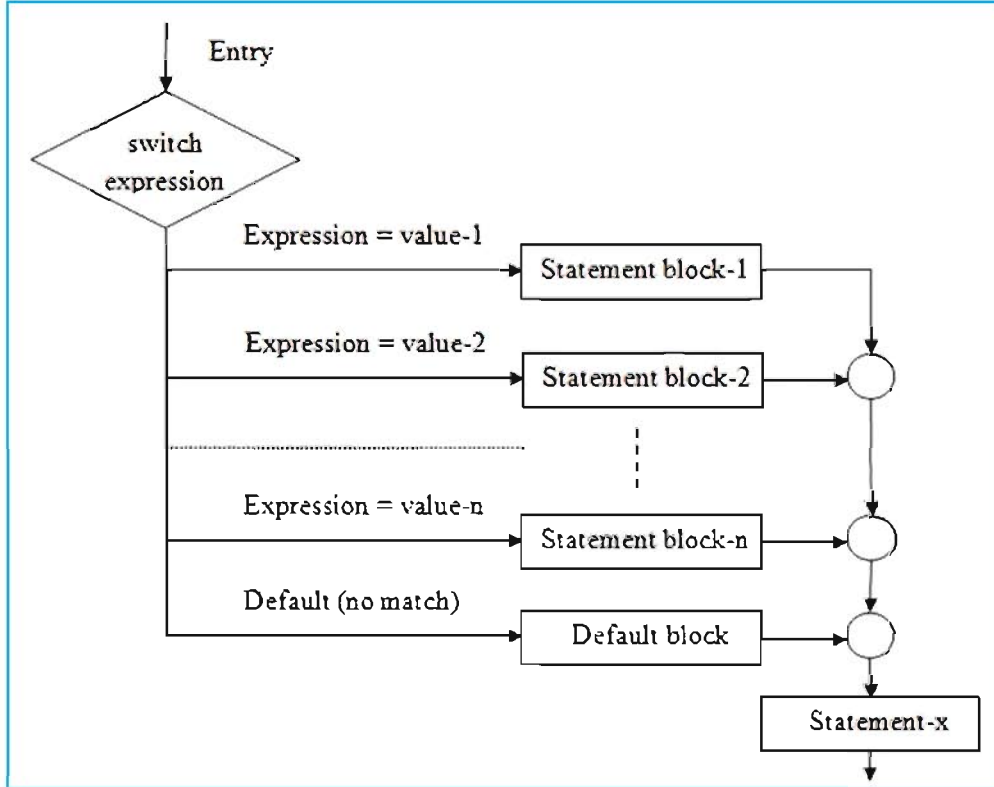 Entry
switch
expression
Expression = value-1
Statement block-1
Expression = value-2
Statement block-2
Expression = value-n
Statement block-n
Default (no match)
Default block
Statement-x